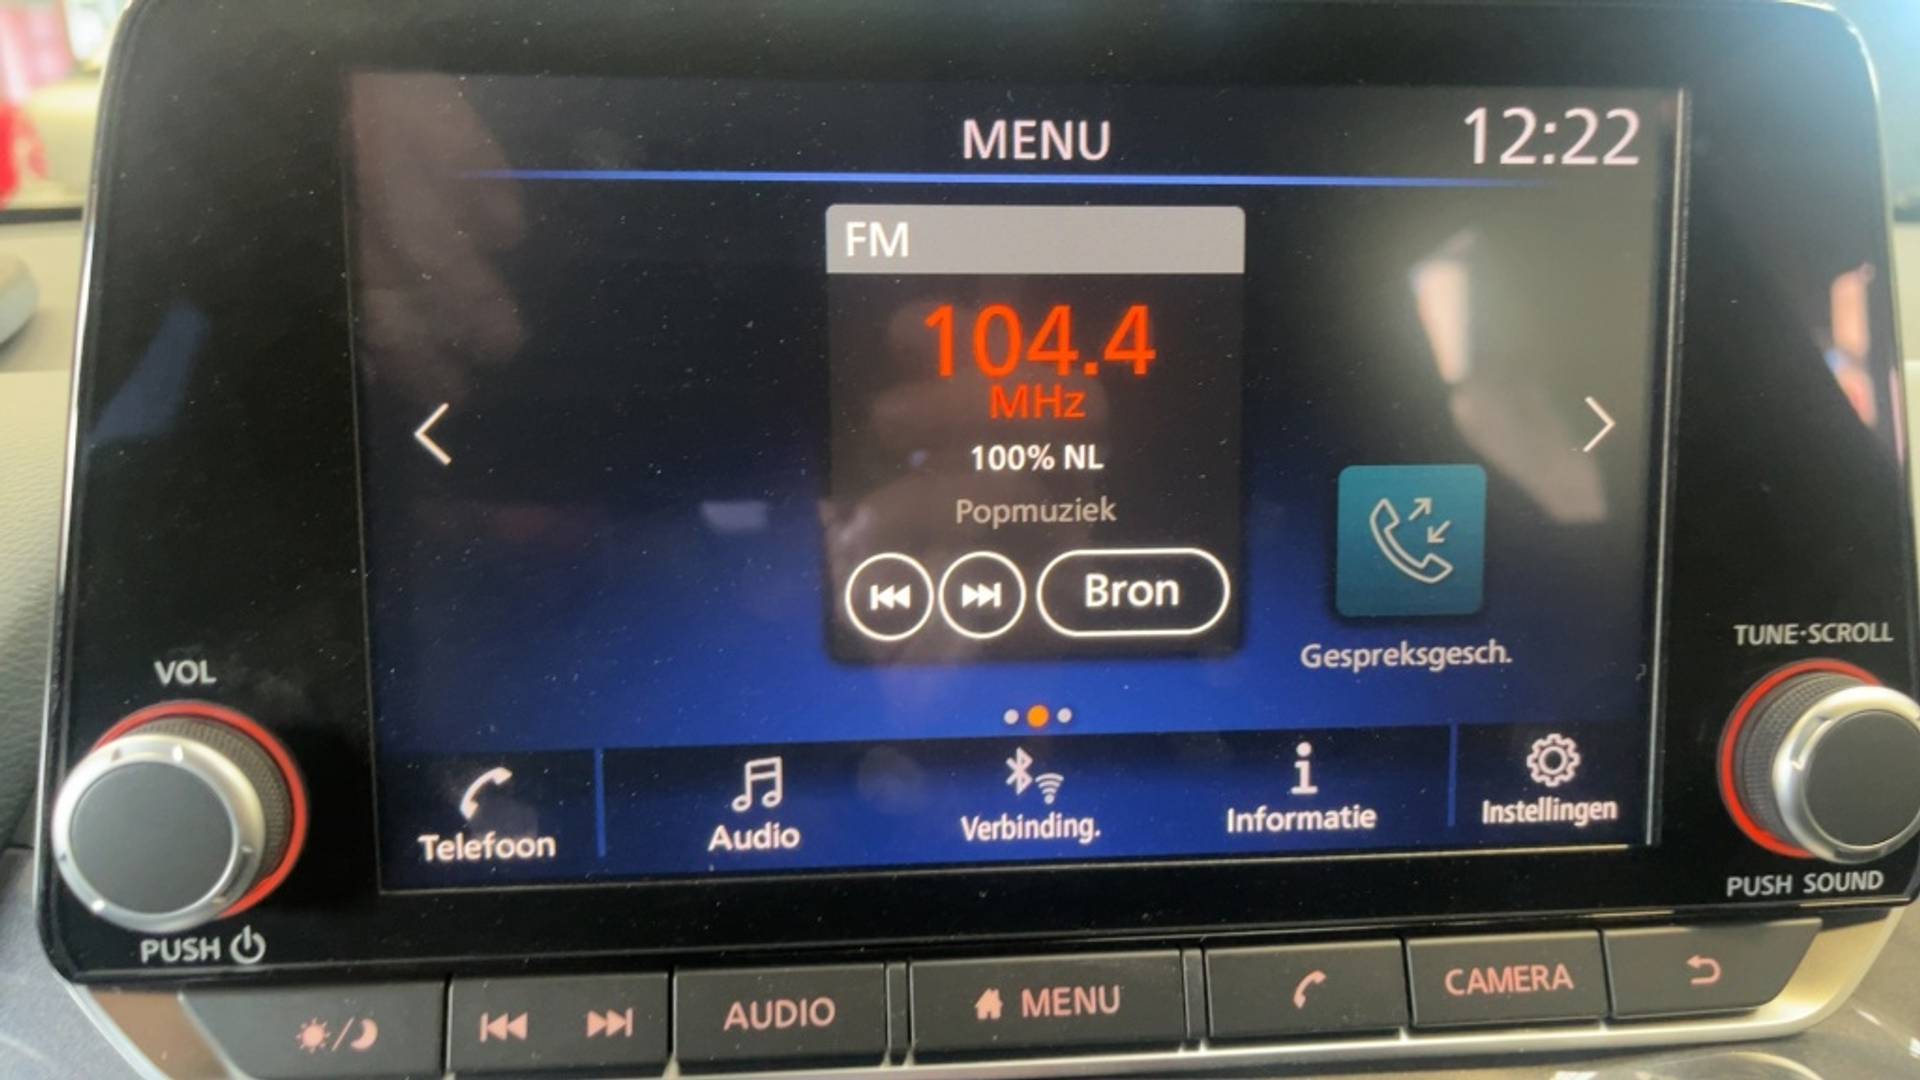 MENU
12:22
FM
104.4
MHz
100% NL
Popmuziek
Bron
Gespreksgesch.
Telefoon
Audio
Verbinding.
Informatie
Instellingen
VOL
PUSH
TUNE·SCROLL
PUSH SOUND
AUDIO
MENU
CAMERA